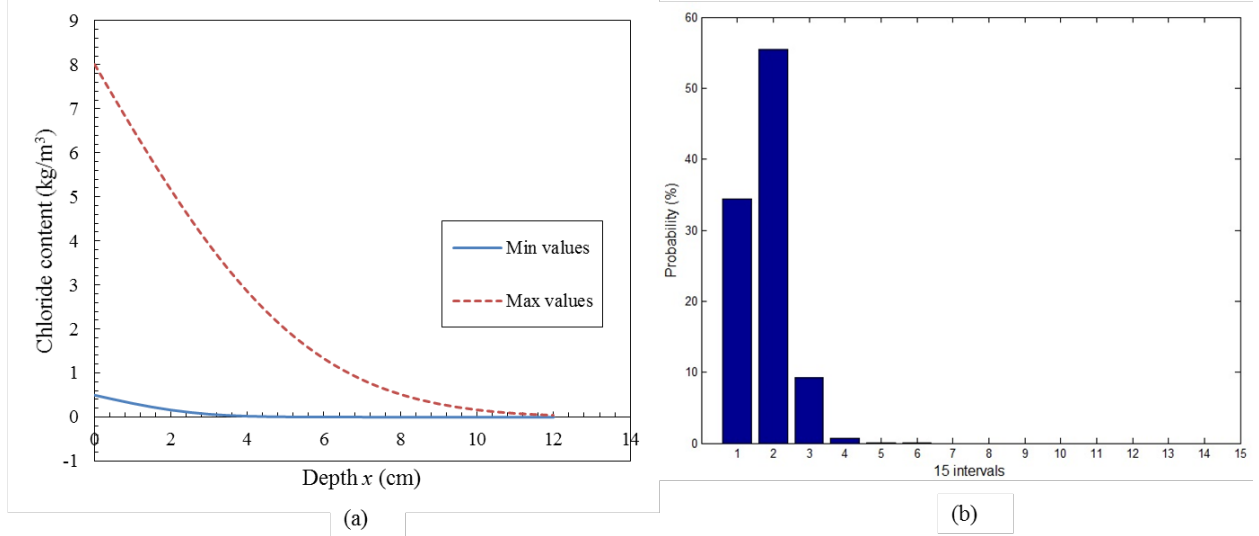 9
8
7
6
5
4
3
2
1
0
-1
Chloride content (kg/m³)
Min values
Max values
0 2 4 6 8 10 12 14
Depth x (cm)
(a)
60
50
40
30
20
10
0
Probability (%)
1 2 3 4 5 6 7 8 9 10 11 12 13 14 15
15 intervals
(b)